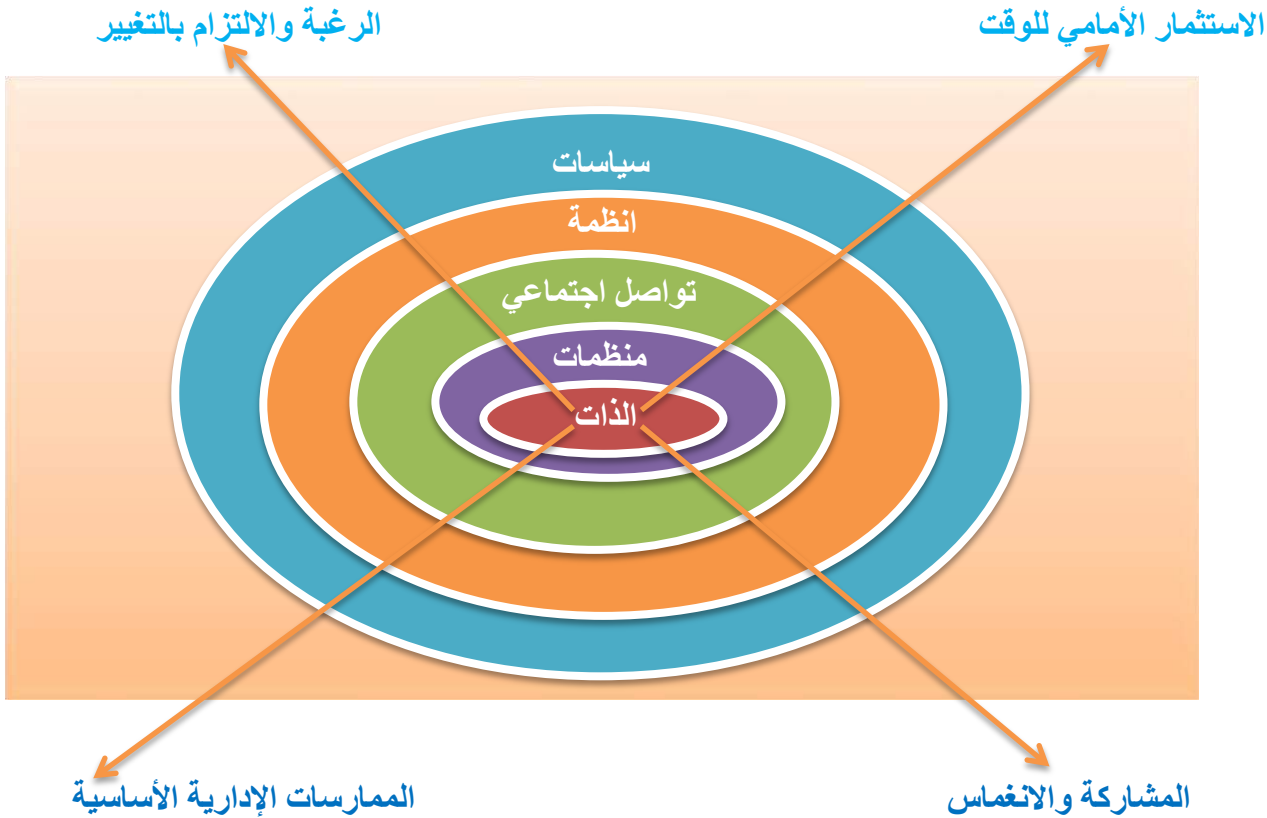 الاستثمار الأمامي للوقت
الرغبة والالتزام بالتغيير
سياسات
انظمة
تواصل اجتماعي
منظمات
الذات
المشاركة والانغماس
الممارسات الإدارية الأساسية